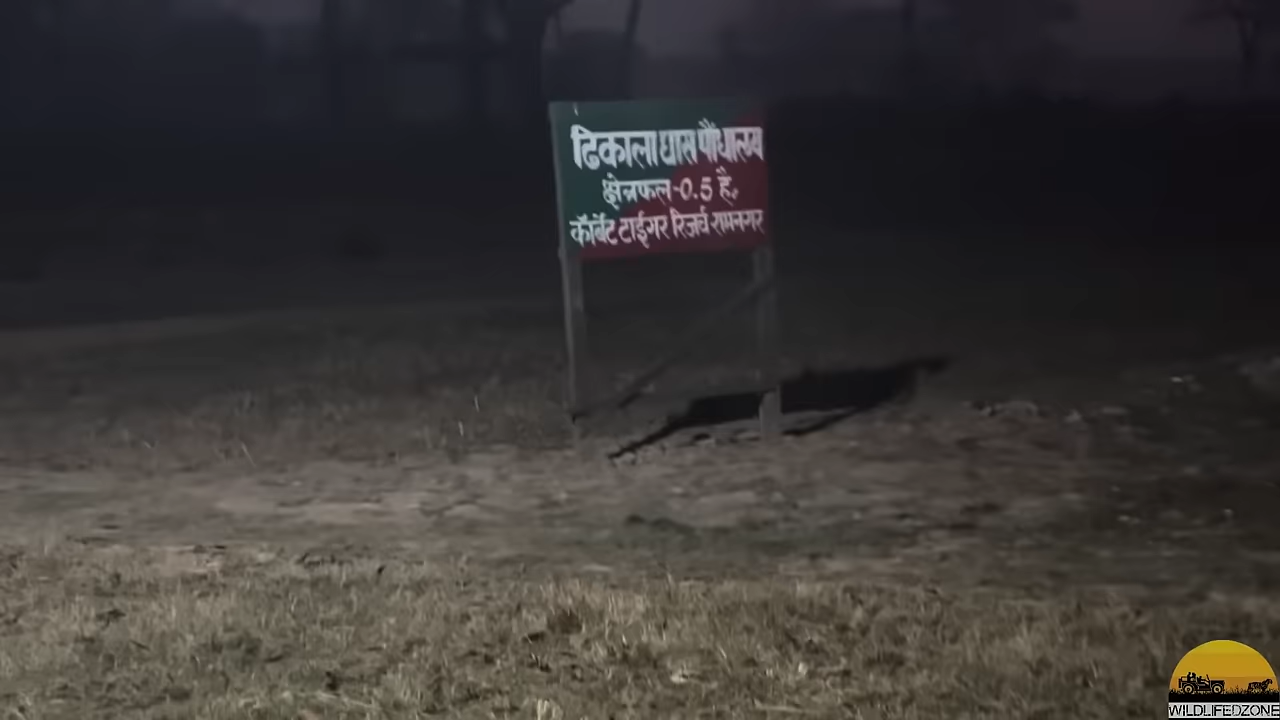 ढिकाला घास पौधालय
क्षेत्रफल-0.5 है.
कॉर्बेट टाईगर रिजर्व रामनगर
WILDLIFEDZONE